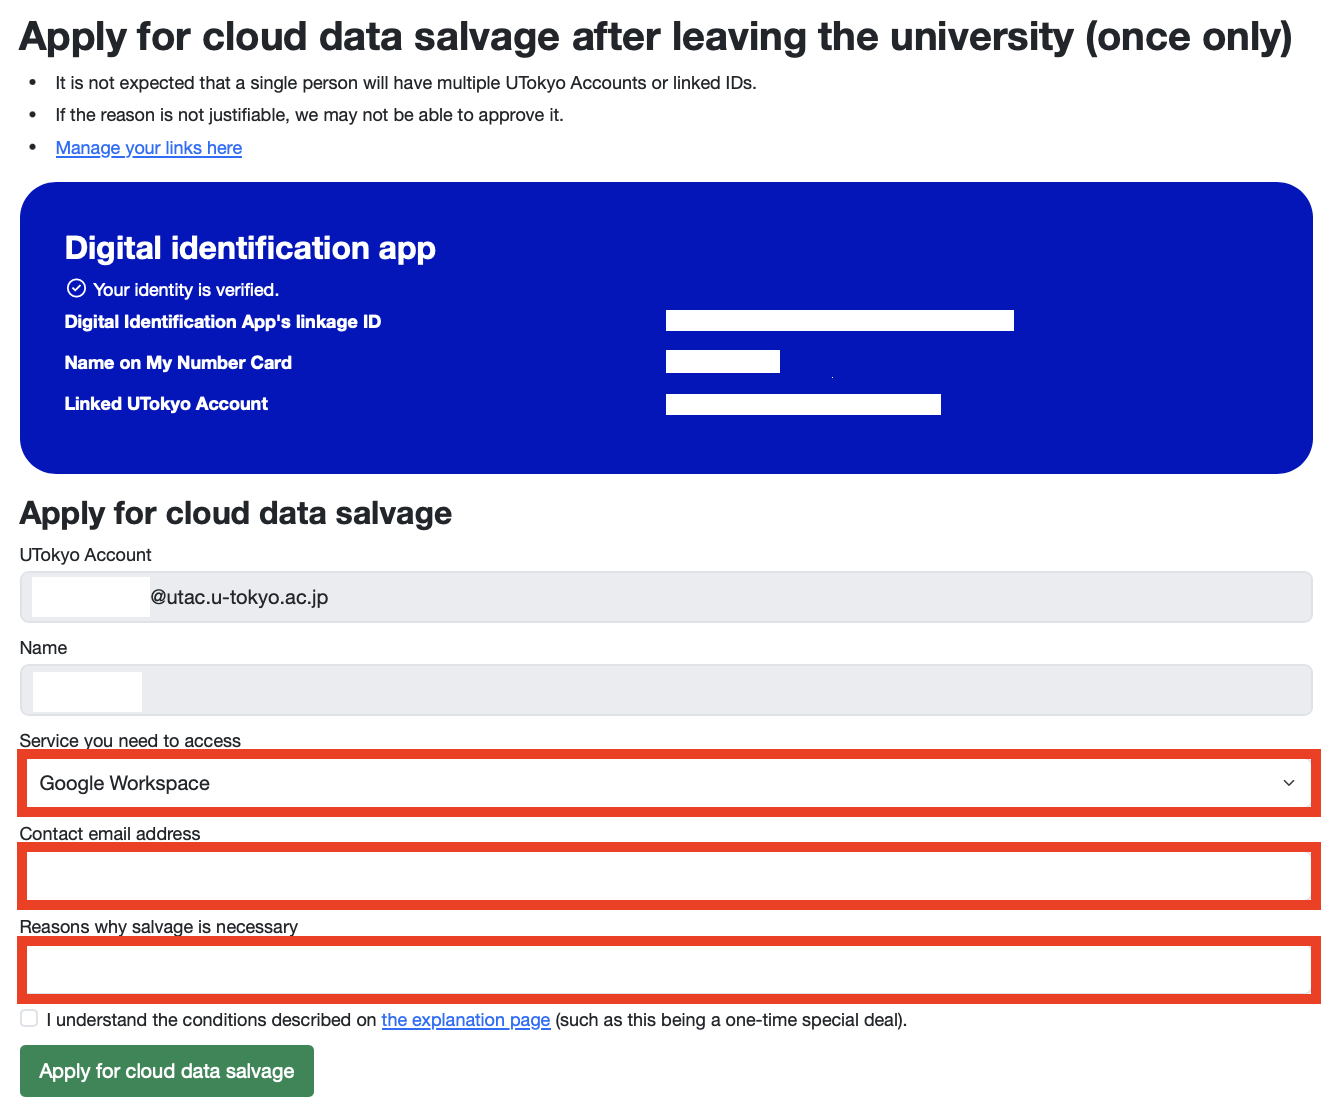 Apply for cloud data salvage after leaving the university (once only)
• It is not expected that a single person will have multiple UTokyo Accounts or linked IDs.
• If the reason is not justifiable, we may not be able to approve it.
• Manage your links here
Digital identification app
Your identity is verified.
Digital Identification App's linkage ID
Name on My Number Card
Linked UTokyo Account
Apply for cloud data salvage
UTokyo Account
@utac.u-tokyo.ac.jp
Name
Service you need to access
Google Workspace
Contact email address
Reasons why salvage is necessary
I understand the conditions described on the explanation page (such as this being a one-time special deal).
Apply for cloud data salvage